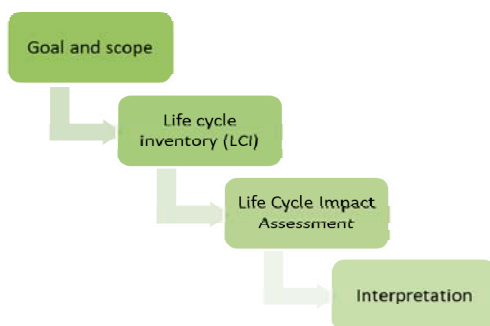 Goal and scope
Life cycle
inventory (LCI)
Life Cycle Impact
Assessment
Interpretation